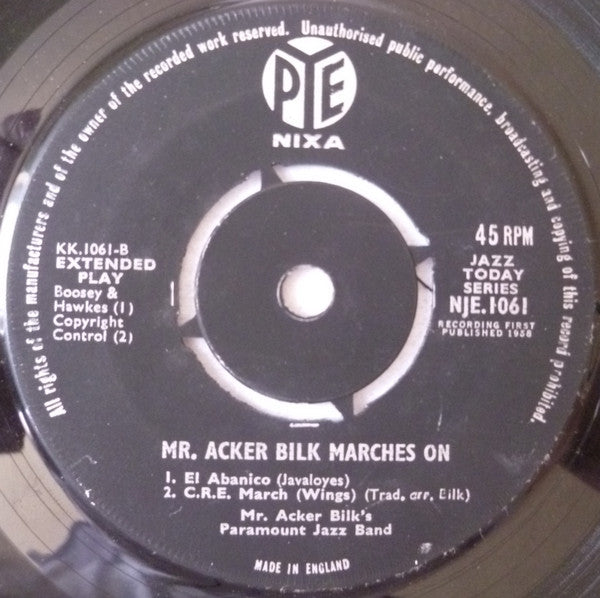 All rights of the manufacturers and of the owner of the recorded work reserved. Unauthorised public performance, broadcasting and copying of this record prohibited.
PYE
NIXA
KK.1061-B
EXTENDED
PLAY
Boosey &
Hawkes (1)
Copyright
Control (2)
45 RPM
JAZZ
TODAY
SERIES
NJE.1061
RECORDING FIRST
PUBLISHED 1958
MR. ACKER BILK MARCHES ON
1. El Abanico (Javaloyes)
2. C.R.E. March (Wings) (Trad. arr. Bilk)
Mr. Acker Bilk's
Paramount Jazz Band
MADE IN ENGLAND